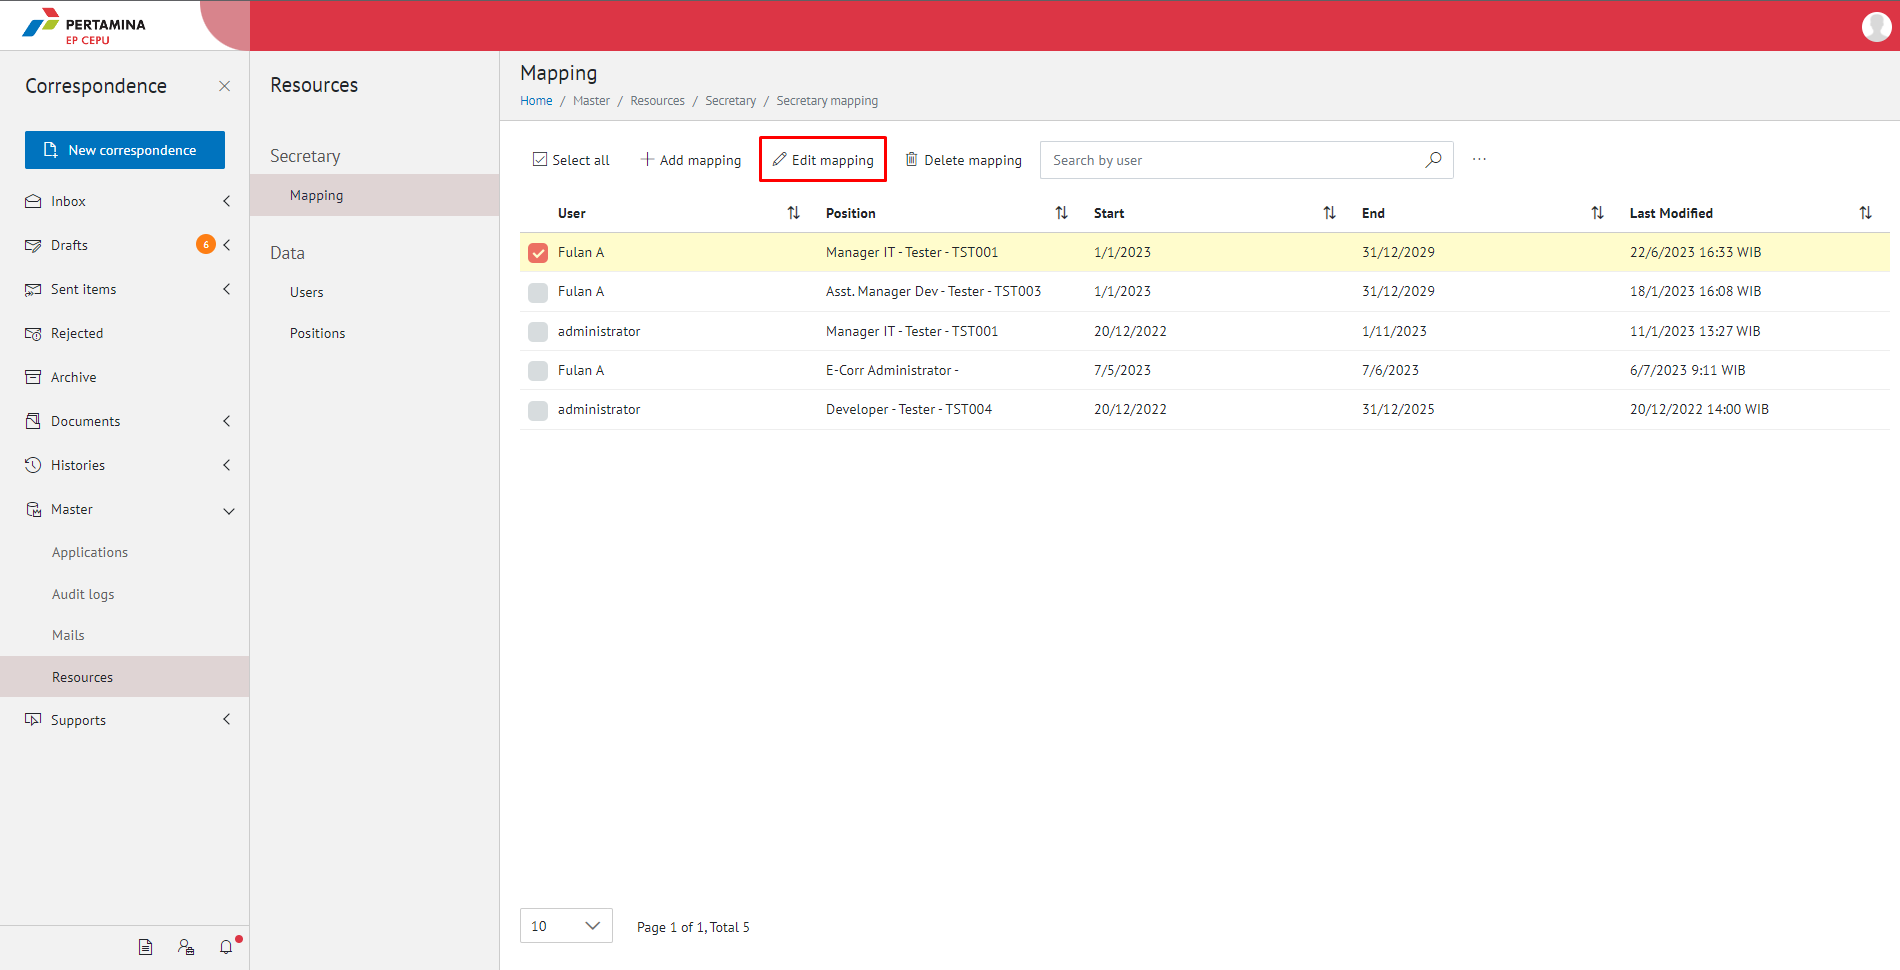 PERTAMINA
EP CEPU
Correspondence
New correspondence
Inbox
Drafts 6
Sent items
Rejected
Archive
Documents
Histories
Master
Applications
Audit logs
Mails
Resources
Supports
Resources
Secretary
Mapping
Data
Users
Positions
Mapping
Home / Master / Resources / Secretary / Secretary mapping
Select all Add mapping Edit mapping Delete mapping Search by user ...
User Position Start End Last Modified
Fulan A Manager IT - Tester - TST001 1/1/2023 31/12/2029 22/6/2023 16:33 WIB
Fulan A Asst. Manager Dev - Tester - TST003 1/1/2023 31/12/2029 18/1/2023 16:08 WIB
administrator Manager IT - Tester - TST001 20/12/2022 1/11/2023 11/1/2023 13:27 WIB
Fulan A E-Corr Administrator - 7/5/2023 7/6/2023 6/7/2023 9:11 WIB
administrator Developer - Tester - TST004 20/12/2022 31/12/2025 20/12/2022 14:00 WIB
10 Page 1 of 1, Total 5